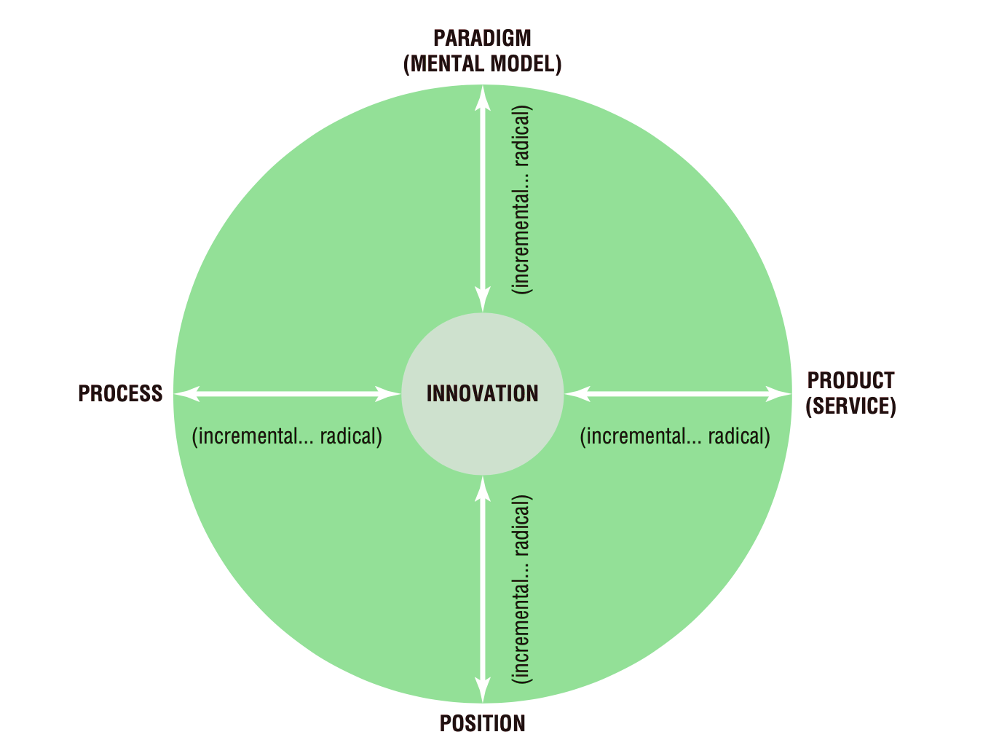 PARADIGM
(MENTAL MODEL)
(incremental... radical)
PROCESS
INNOVATION
PRODUCT
(SERVICE)
(incremental... radical)
(incremental... radical)
(incremental... radical)
POSITION